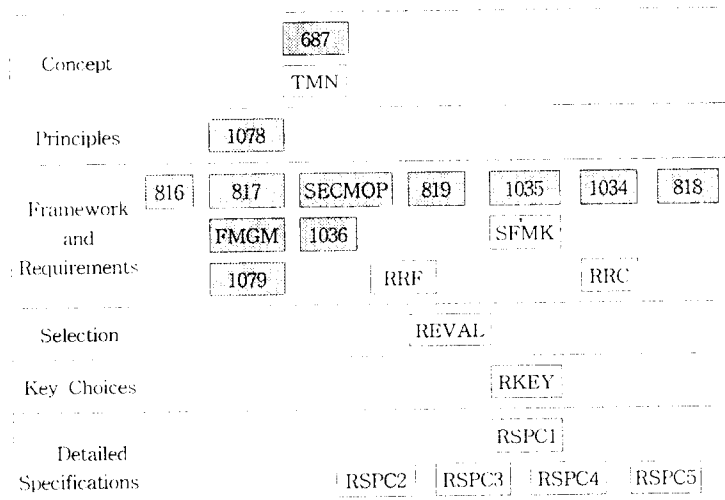 687
Concept
TMN
Principles 1078
816 817 SECMOP 819 1035 1034 818
Framework
and
Requirements
FMGM 1036 SFMK
1079 RRF RRC
Selection REVAL
Key Choices RKEY
RSPC1
Detailed
Specifications
RSPC2 RSPC3 RSPC4 RSPC5